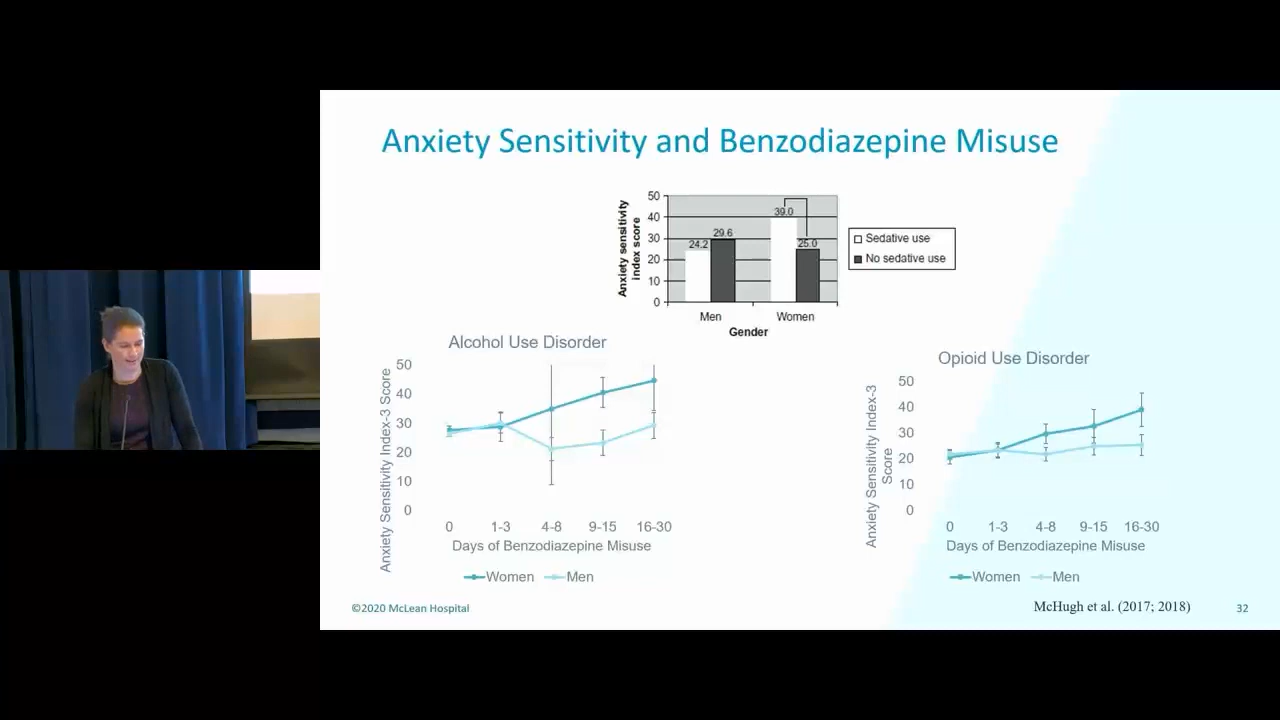 Anxiety Sensitivity and Benzodiazepine Misuse
Anxiety sensitivity
index score
50
40
30
20
10
0
24.2
29.6
39.0
25.0
Men
Women
Gender
Sedative use
No sedative use
Alcohol Use Disorder
Anxiety Sensitivity Index-3 Score
50
40
30
20
10
0
0
1-3
4-8
9-15
16-30
Days of Benzodiazepine Misuse
Women
Men
Opioid Use Disorder
Anxiety Sensitivity Index-3
Score
50
40
30
20
10
0
0
1-3
4-8
9-15
16-30
Days of Benzodiazepine Misuse
Women
Men
©2020 McLean Hospital
McHugh et al. (2017; 2018)
32